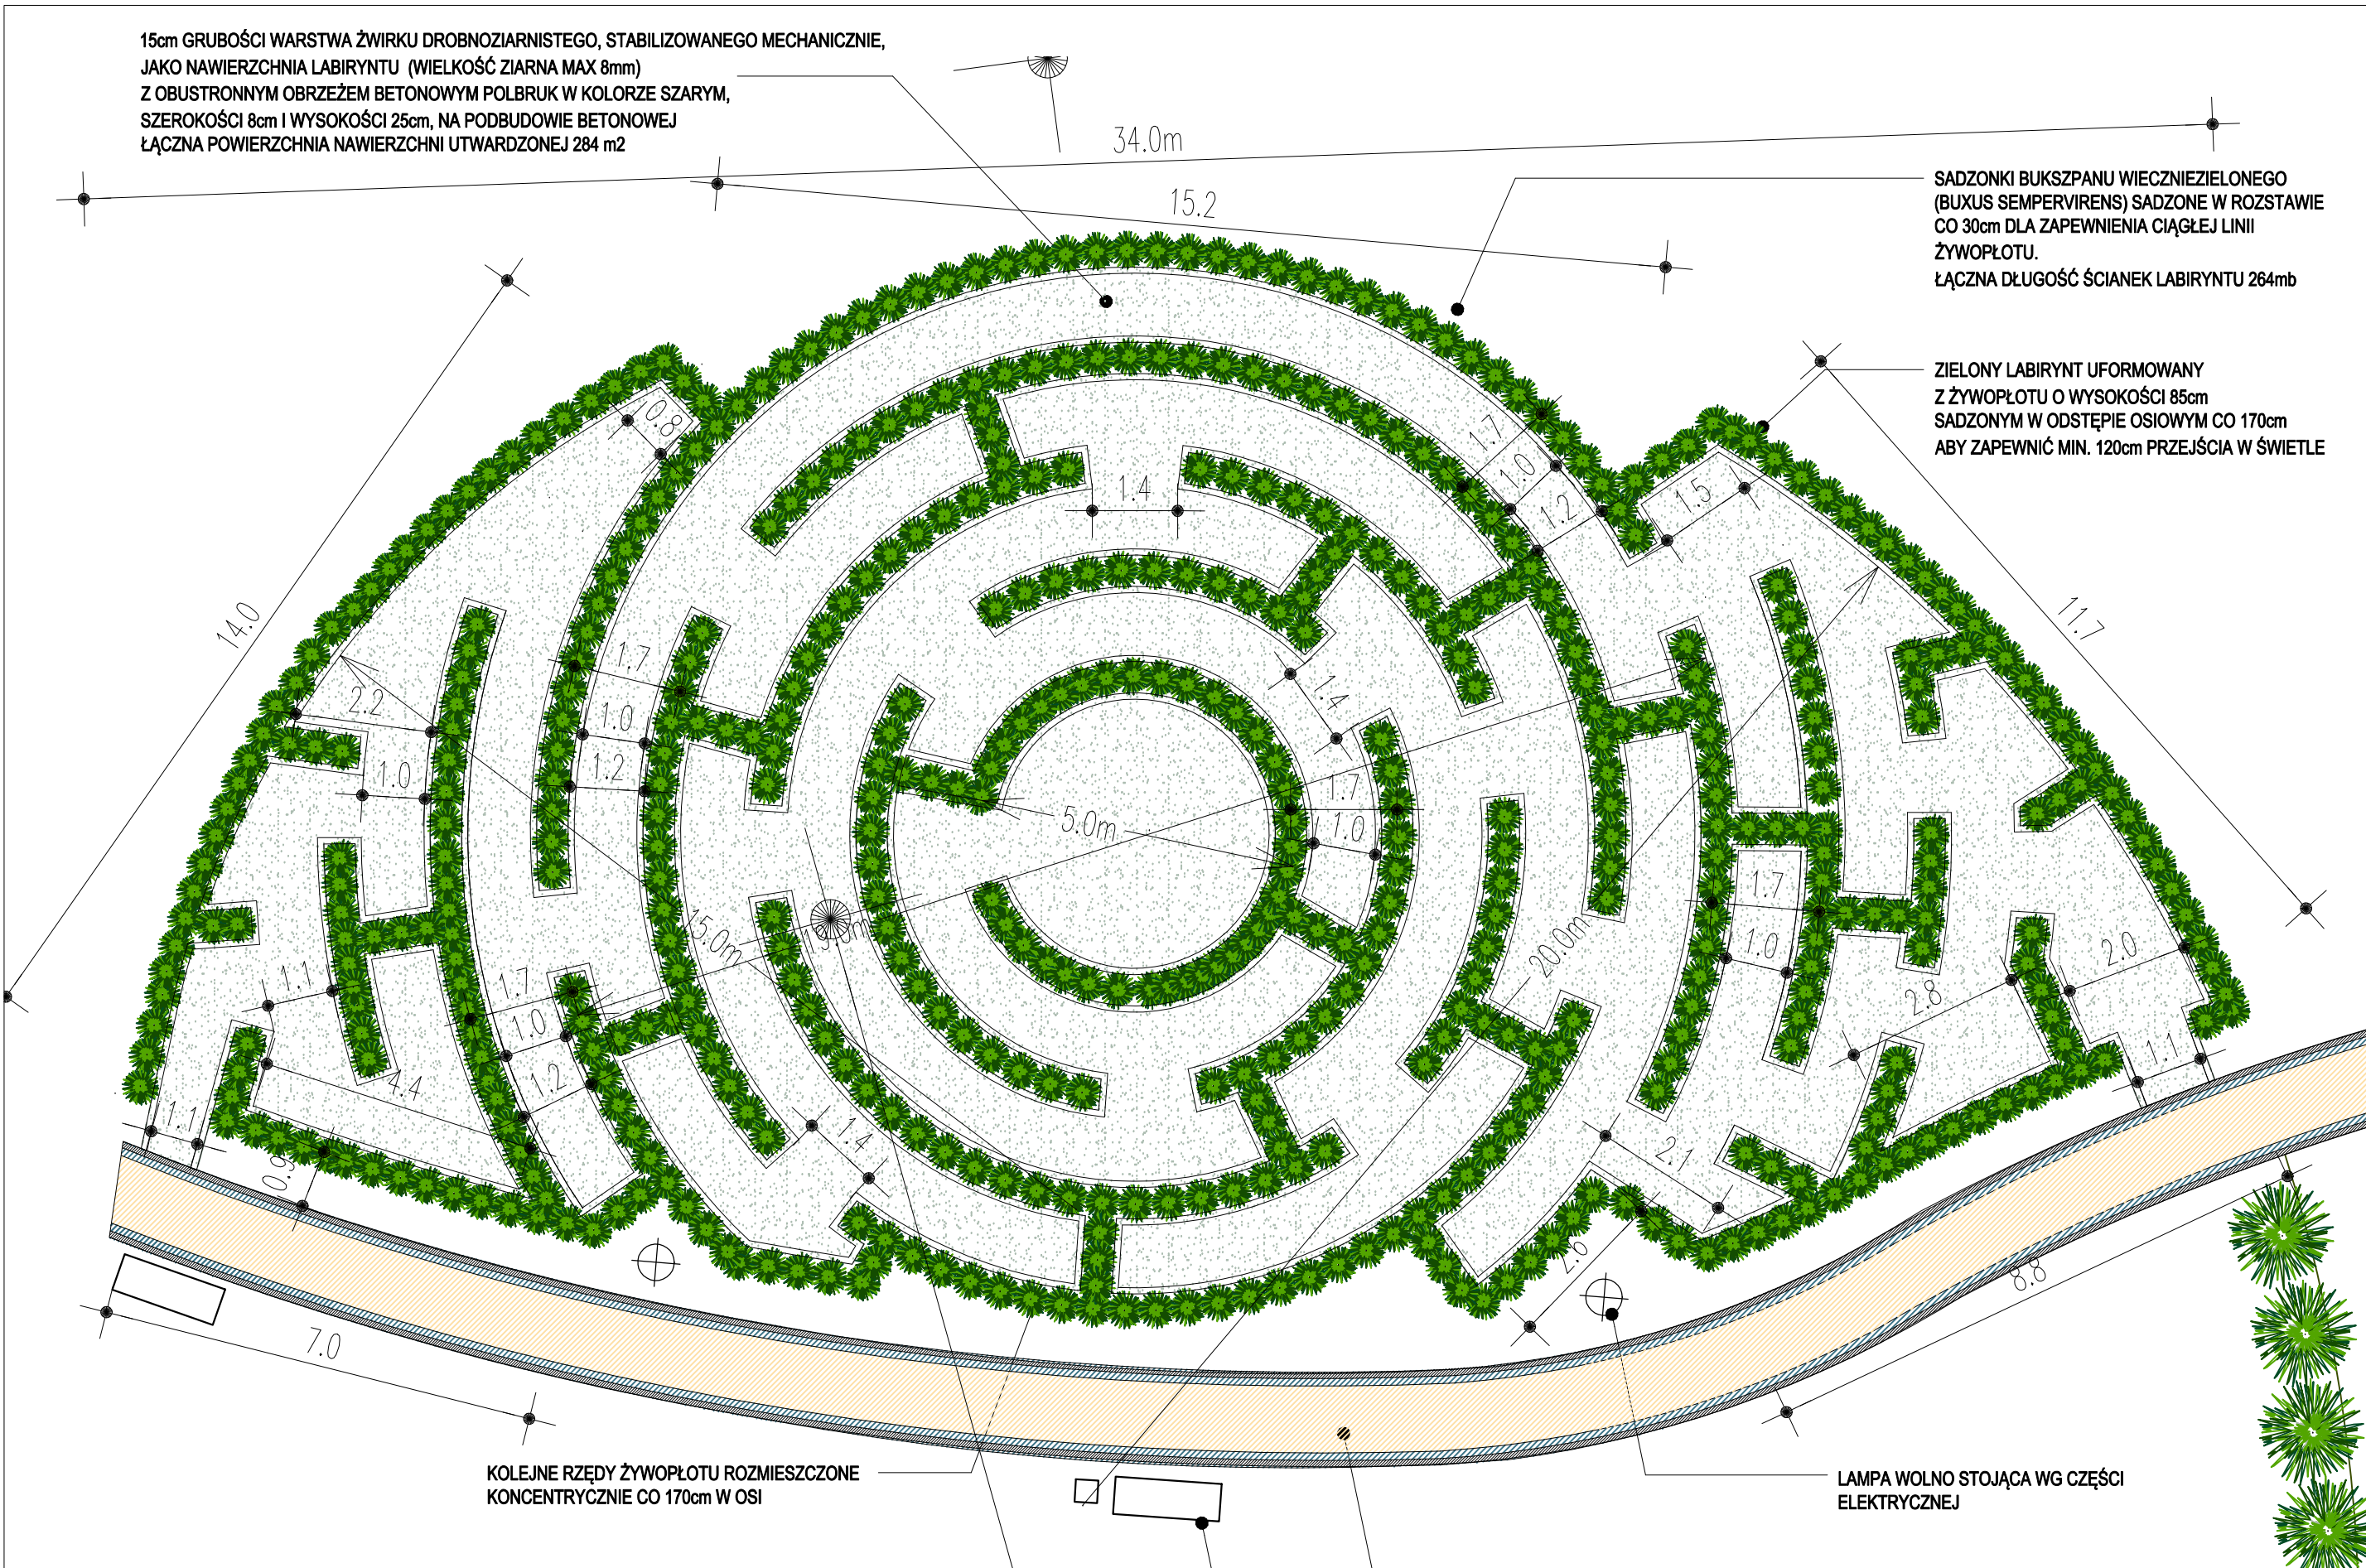 15cm GRUBOŚCI WARSTWA ŻWIRKU DROBNOZIARNISTEGO, STABILIZOWANEGO MECHANICZNIE,
JAKO NAWIERZCHNIA LABIRYNTU (WIELKOŚĆ ZIARNA MAX 8mm)
Z OBUSTRONNYM OBRZEŻEM BETONOWYM POLBRUK W KOLORZE SZARYM,
SZEROKOŚCI 8cm I WYSOKOŚCI 25cm, NA PODBUDOWIE BETONOWEJ
ŁĄCZNA POWIERZCHNIA NAWIERZCHNI UTWARDZONEJ 284 m2
34.0m
15.2
SADZONKI BUKSZPANU WIECZNIEZIELONEGO
(BUXUS SEMPERVIRENS) SADZONE W ROZSTAWIE
CO 30cm DLA ZAPEWNIENIA CIĄGŁEJ LINII
ŻYWOPŁOTU.
ŁĄCZNA DŁUGOŚĆ ŚCIANEK LABIRYNTU 264mb
ZIELONY LABIRYNT UFORMOWANY
Z ŻYWOPŁOTU O WYSOKOŚCI 85cm
SADZONYM W ODSTĘPIE OSIOWYM CO 170cm
ABY ZAPEWNIĆ MIN. 120cm PRZEJŚCIA W ŚWIETLE
0.8
1.7
1.0
1.2
1.5
1.4
14.0
11.7
1.7
2.2
1.0
1.2
1.0
1.4
1.7
1.0
5.0m
1.7
1.0
15.0m
9.0m
20.0m
2.0
2.8
1.1
1.7
1.0
1.2
1.1
4.4
1.1
0.9
1.4
2.1
2.6
8.8
7.0
KOLEJNE RZĘDY ŻYWOPŁOTU ROZMIESZCZONE
KONCENTRYCZNIE CO 170cm W OSI
LAMPA WOLNO STOJĄCA WG CZĘŚCI
ELEKTRYCZNEJ